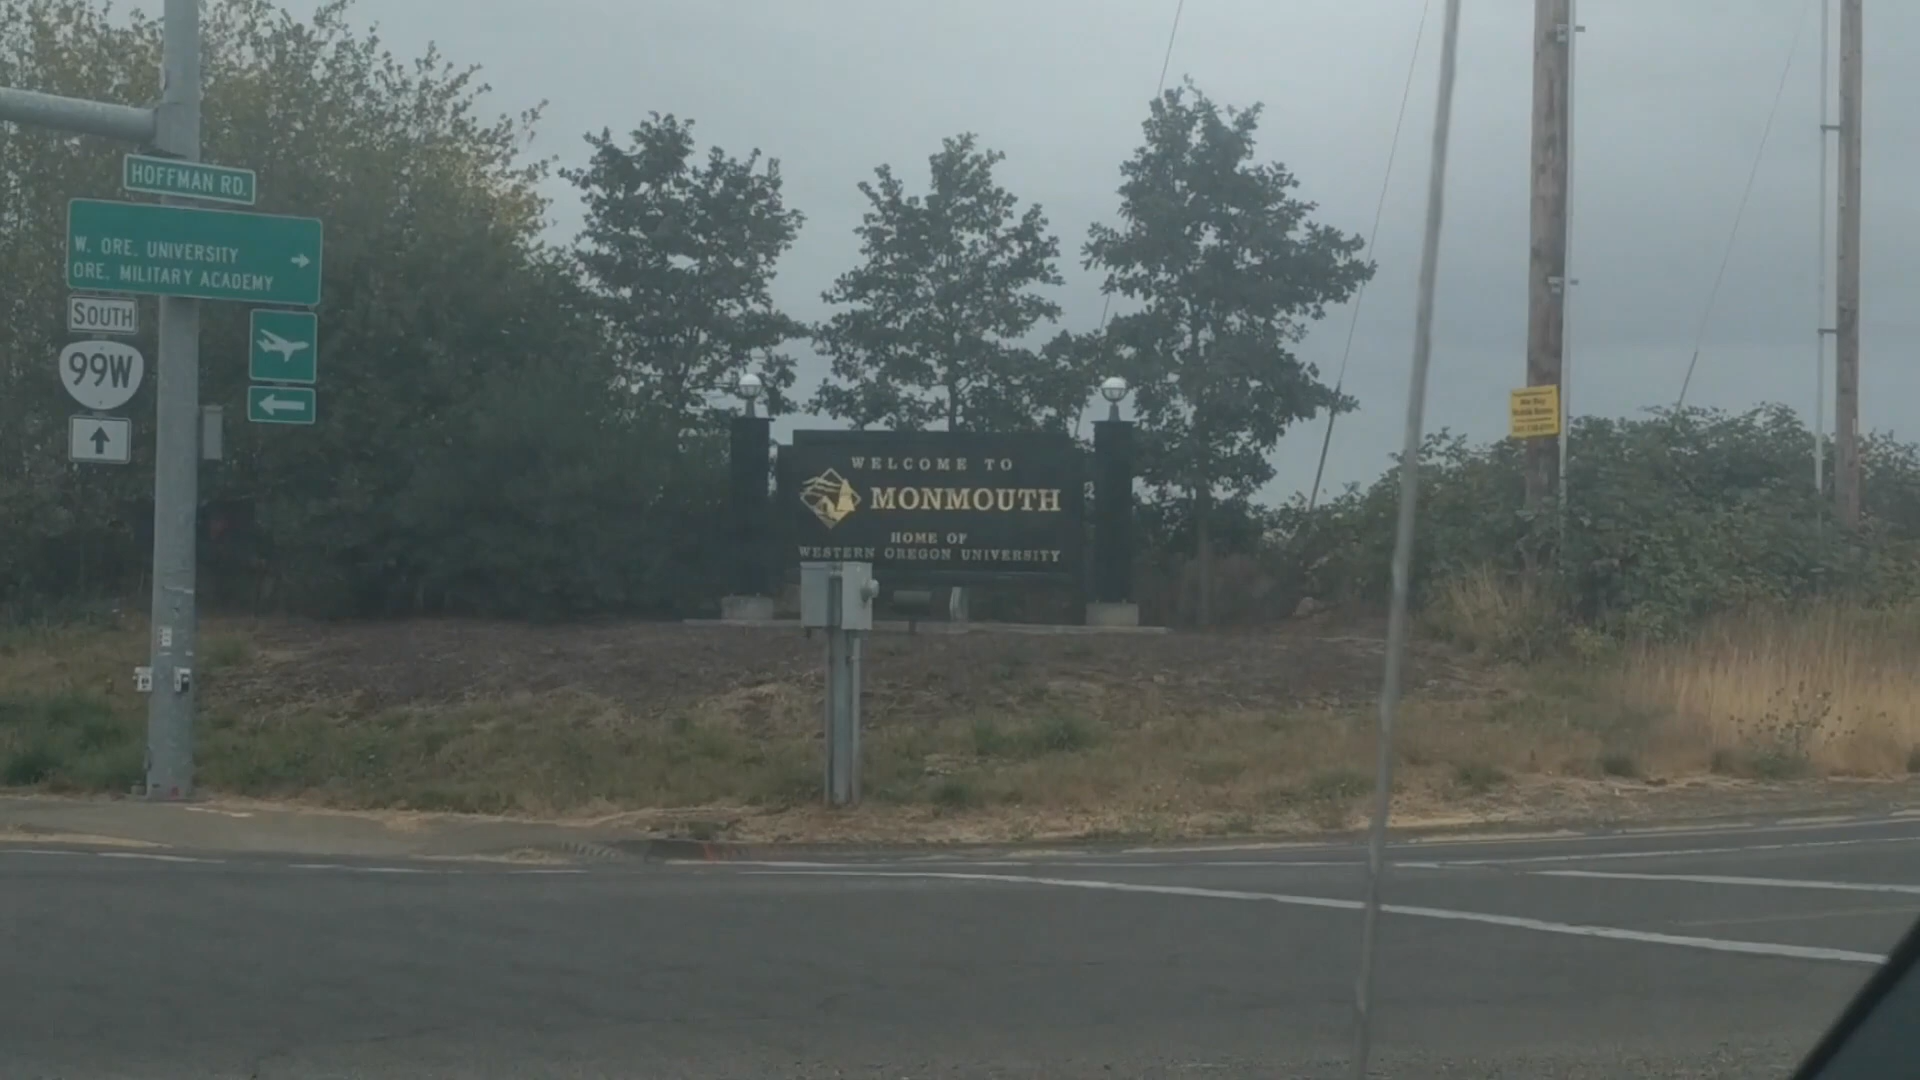 HOFFMAN RD.
W. ORE. UNIVERSITY
ORE. MILITARY ACADEMY
SOUTH
99W
WELCOME TO
MONMOUTH
HOME OF
WESTERN OREGON UNIVERSITY